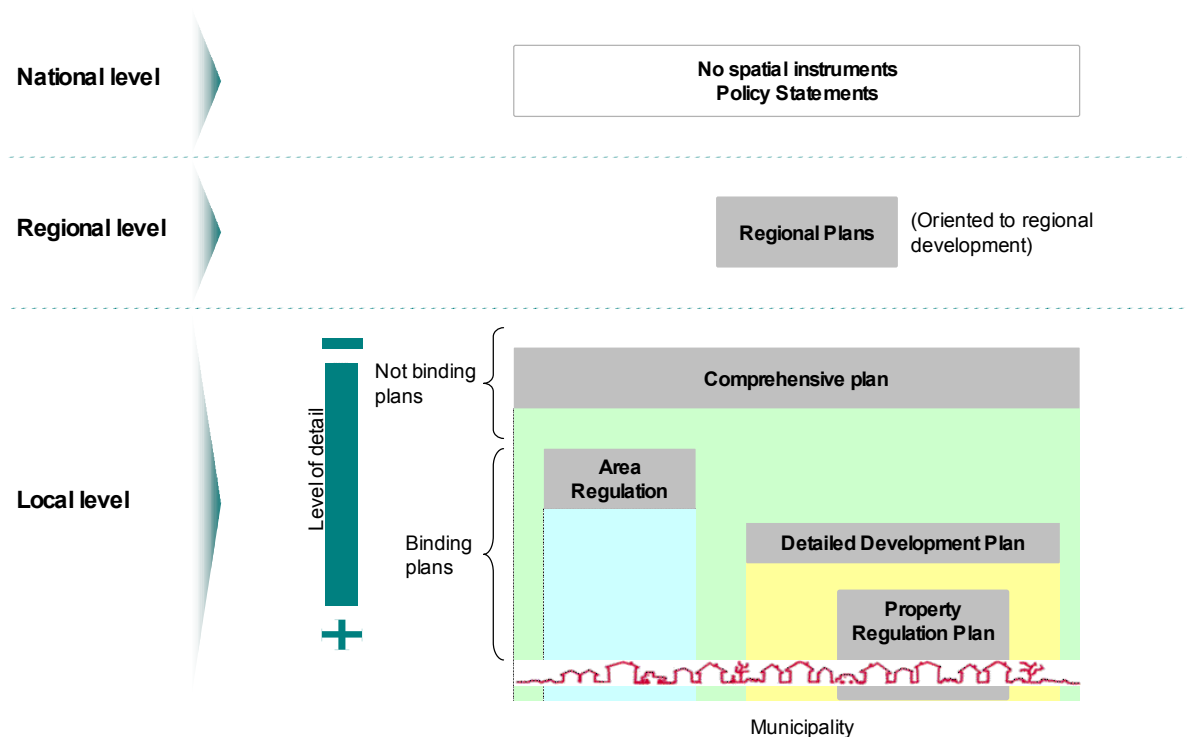 National level
No spatial instruments
Policy Statements
Regional level
Regional Plans
(Oriented to regional
development)
Local level
Level of detail
Not binding
plans
Comprehensive plan
Area
Regulation
Binding
plans
Detailed Development Plan
Property
Regulation Plan
Municipality